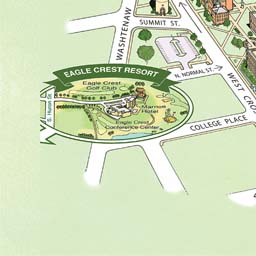 WASHTENAW
SUMMIT ST.
N. NORMAL ST.
WEST CRO
EAGLE CREST RESORT
Eagle Crest
Golf Club
Marriott
Hotel
Eagle Crest
Conference Center
S. Huron St.
COLLEGE PLACE